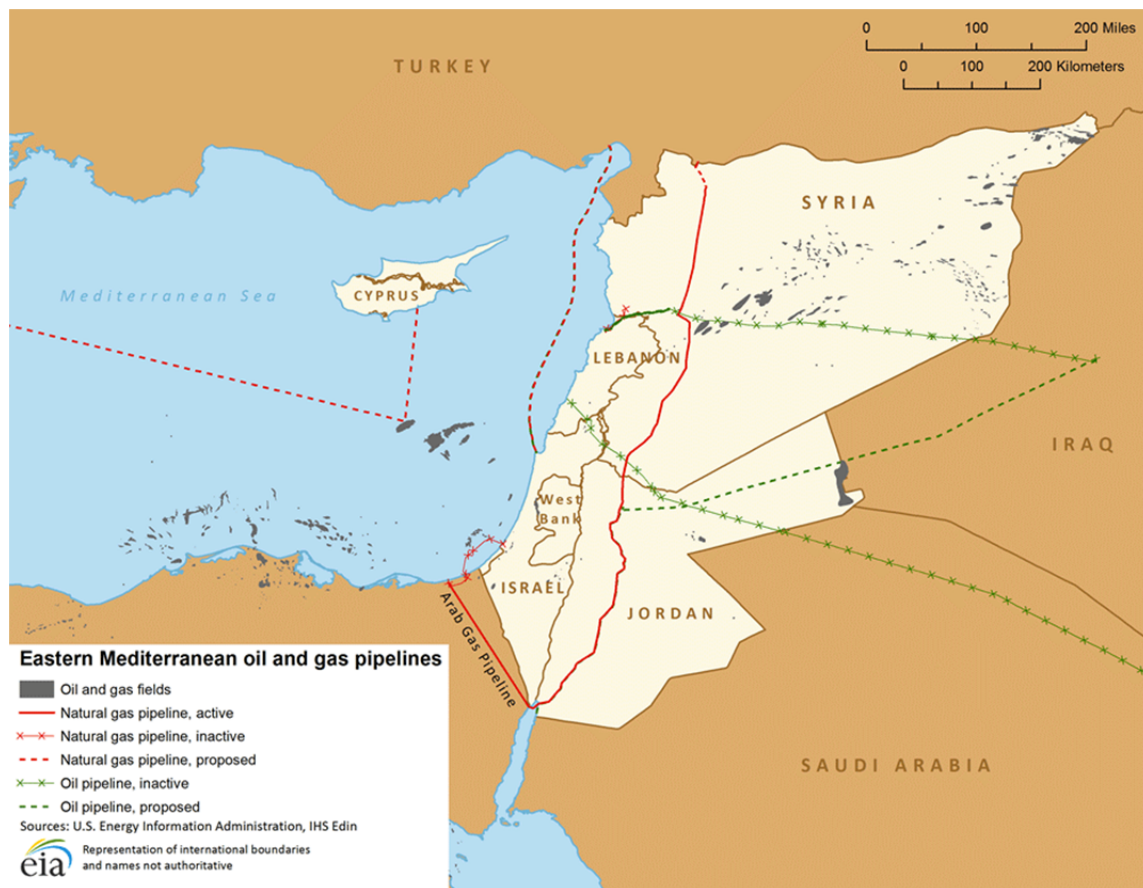 0 100 200 Miles
0 100 200 Kilometers
TURKEY
SYRIA
Mediterranean Sea
CYPRUS
LEBANON
IRAQ
West
Bank
ISRAEL
JORDAN
Arab Gas Pipeline
SAUDI ARABIA
Eastern Mediterranean oil and gas pipelines
Oil and gas fields
Natural gas pipeline, active
Natural gas pipeline, inactive
Natural gas pipeline, proposed
Oil pipeline, inactive
Oil pipeline, proposed
Sources: U.S. Energy Information Administration, IHS Edin
eia
Representation of international boundaries
and names not authoritative